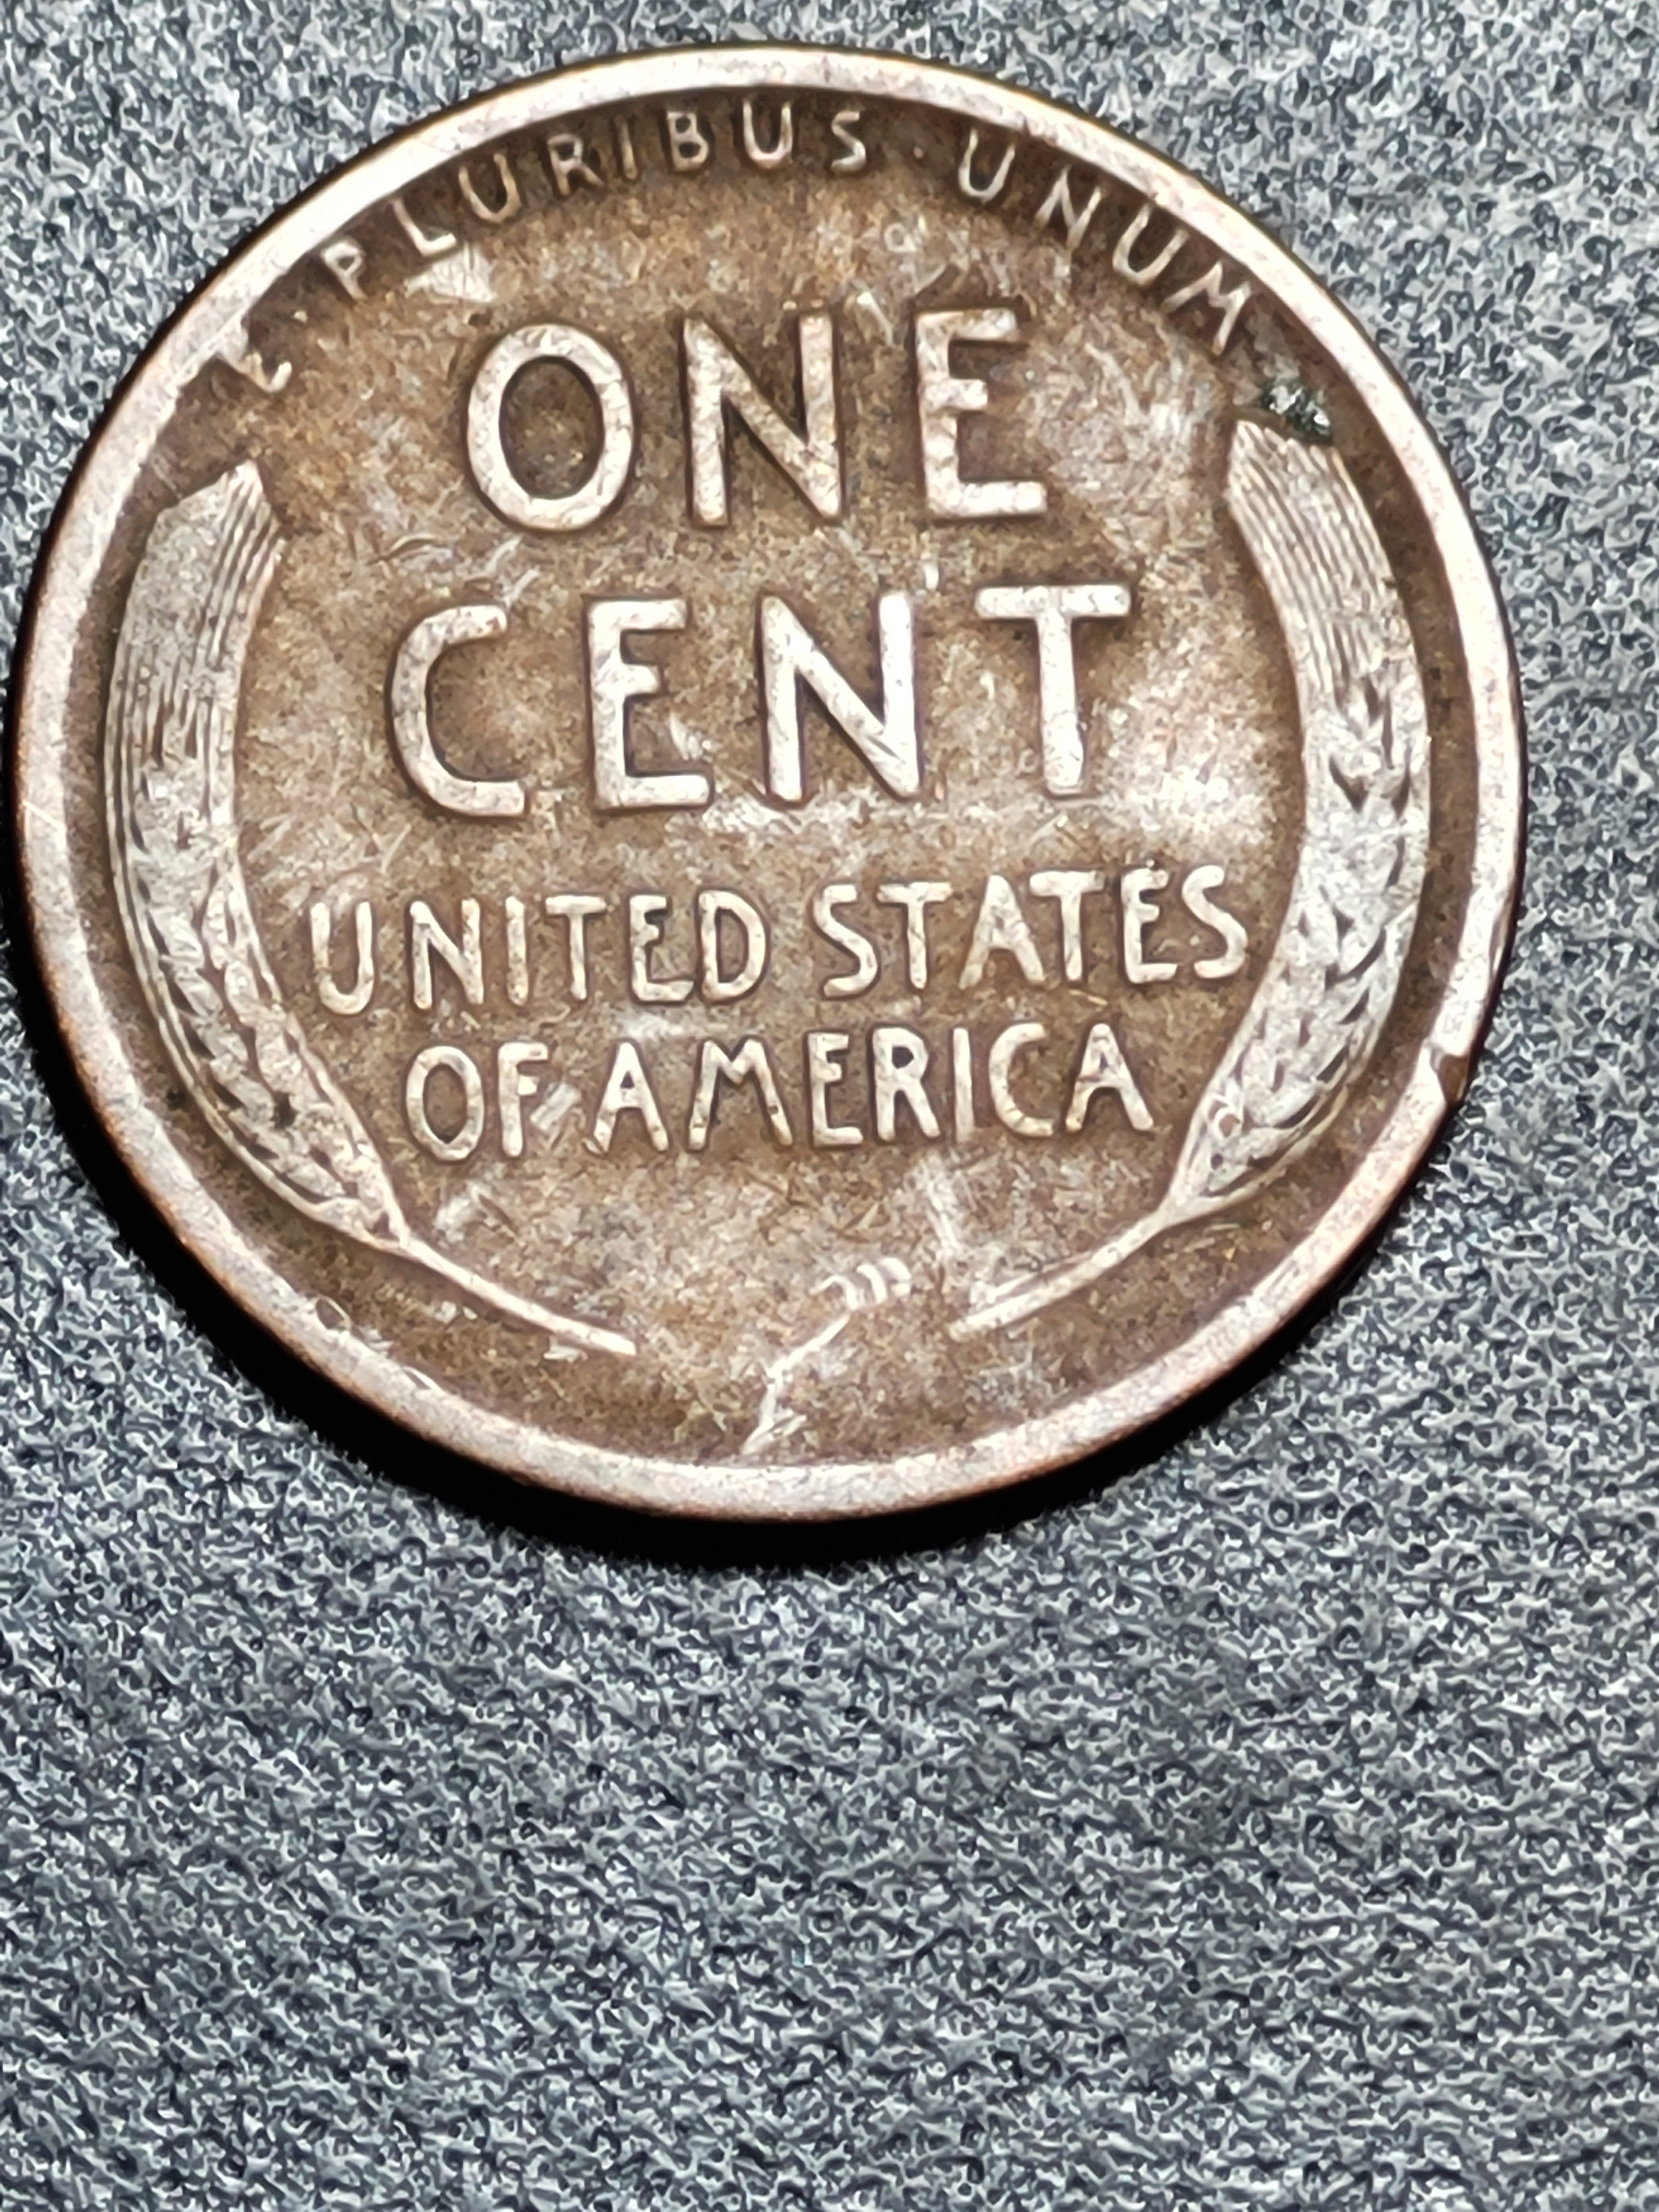 E PLURIBUS · UNUM
ONE
CENT
UNITED STATES
OF AMERICA